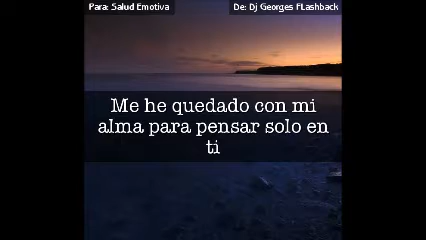 Para: Salud Emotiva
De: Dj Georges FLashback
Me he quedado con mi
alma para pensar solo en
ti